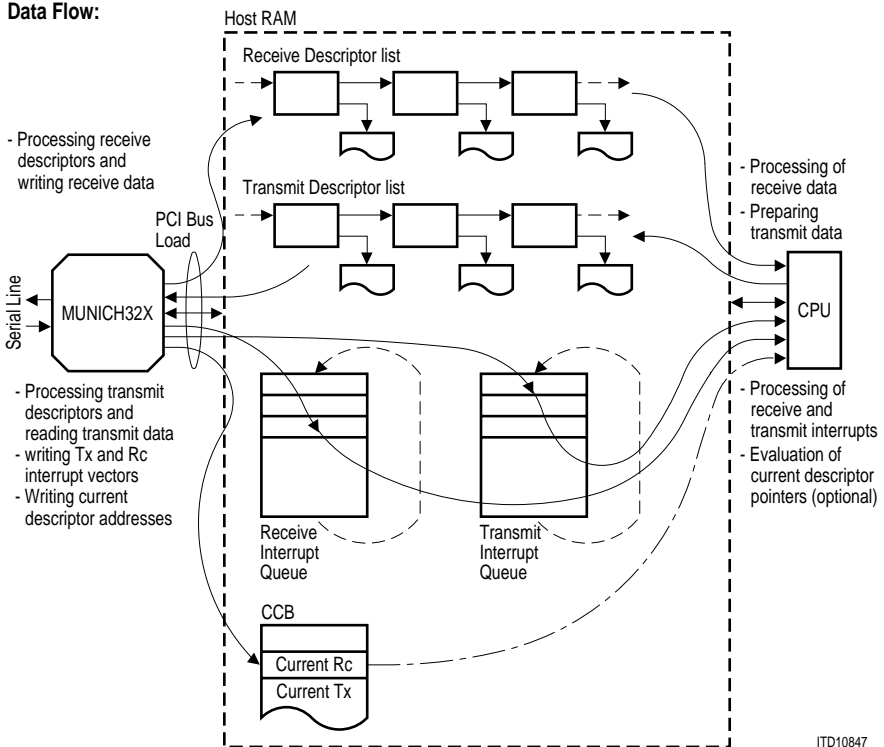 Data Flow:
Host RAM
Receive Descriptor list
- Processing receive
descriptors and
writing receive data
Transmit Descriptor list
PCI Bus
Load
- Processing of
receive data
- Preparing
transmit data
Serial Line
MUNICH32X
CPU
- Processing transmit
descriptors and
reading transmit data
- writing Tx and Rc
interrupt vectors
- Writing current
descriptor addresses
- Processing of
receive and
transmit interrupts
- Evaluation of
current descriptor
pointers (optional)
Receive
Interrupt
Queue
Transmit
Interrupt
Queue
CCB
Current Rc
Current Tx
ITD10847